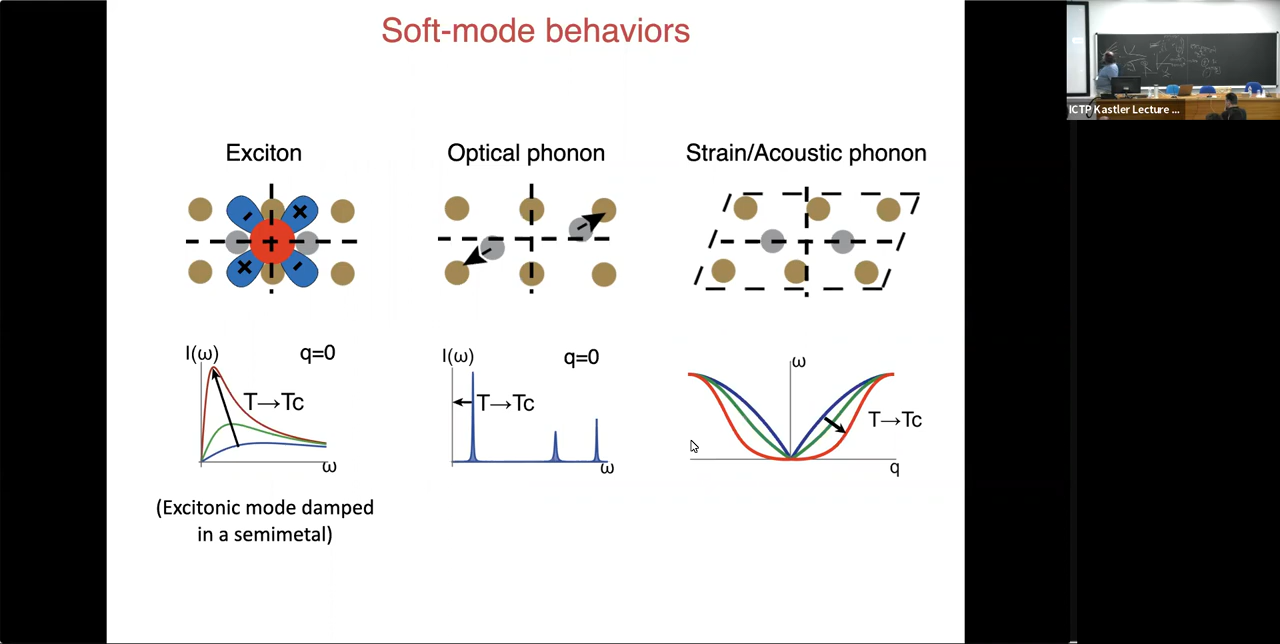 Soft-mode behaviors
ICTP Kastler Lecture ...
Exciton
Optical phonon
Strain/Acoustic phonon
- + + + -
I(ω) q=0
T→Tc
ω
(Excitonic mode damped
in a semimetal)
I(ω) q=0
T→Tc
ω
ω
T→Tc
q